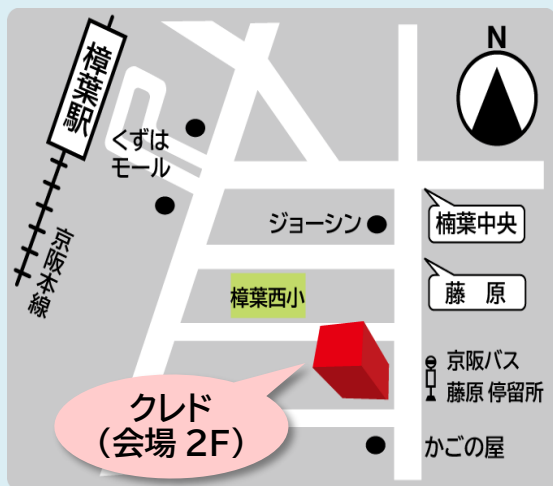 N
樟葉駅
くずは
モール
京阪本線
ジョーシン
楠葉中央
藤 原
樟葉西小
京阪バス
藤原 停留所
クレド
（会場 2F）
かごの屋